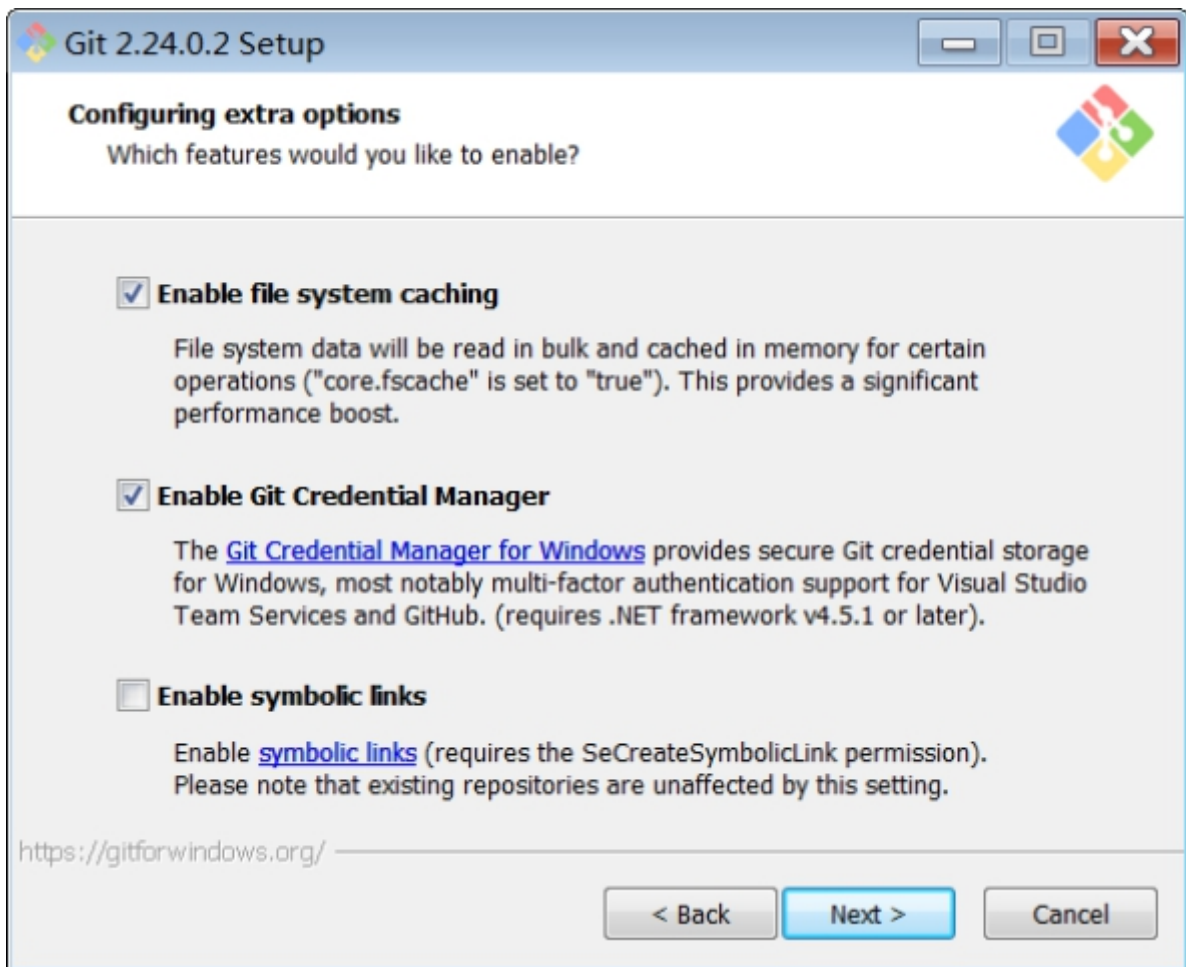 Git 2.24.0.2 Setup
Configuring extra options
Which features would you like to enable?
Enable file system caching
File system data will be read in bulk and cached in memory for certain
operations ("core.fscache" is set to "true"). This provides a significant
performance boost.
Enable Git Credential Manager
The Git Credential Manager for Windows provides secure Git credential storage
for Windows, most notably multi-factor authentication support for Visual Studio
Team Services and GitHub. (requires .NET framework v4.5.1 or later).
Enable symbolic links
Enable symbolic links (requires the SeCreateSymbolicLink permission).
Please note that existing repositories are unaffected by this setting.
https://gitforwindows.org/
< Back Next > Cancel